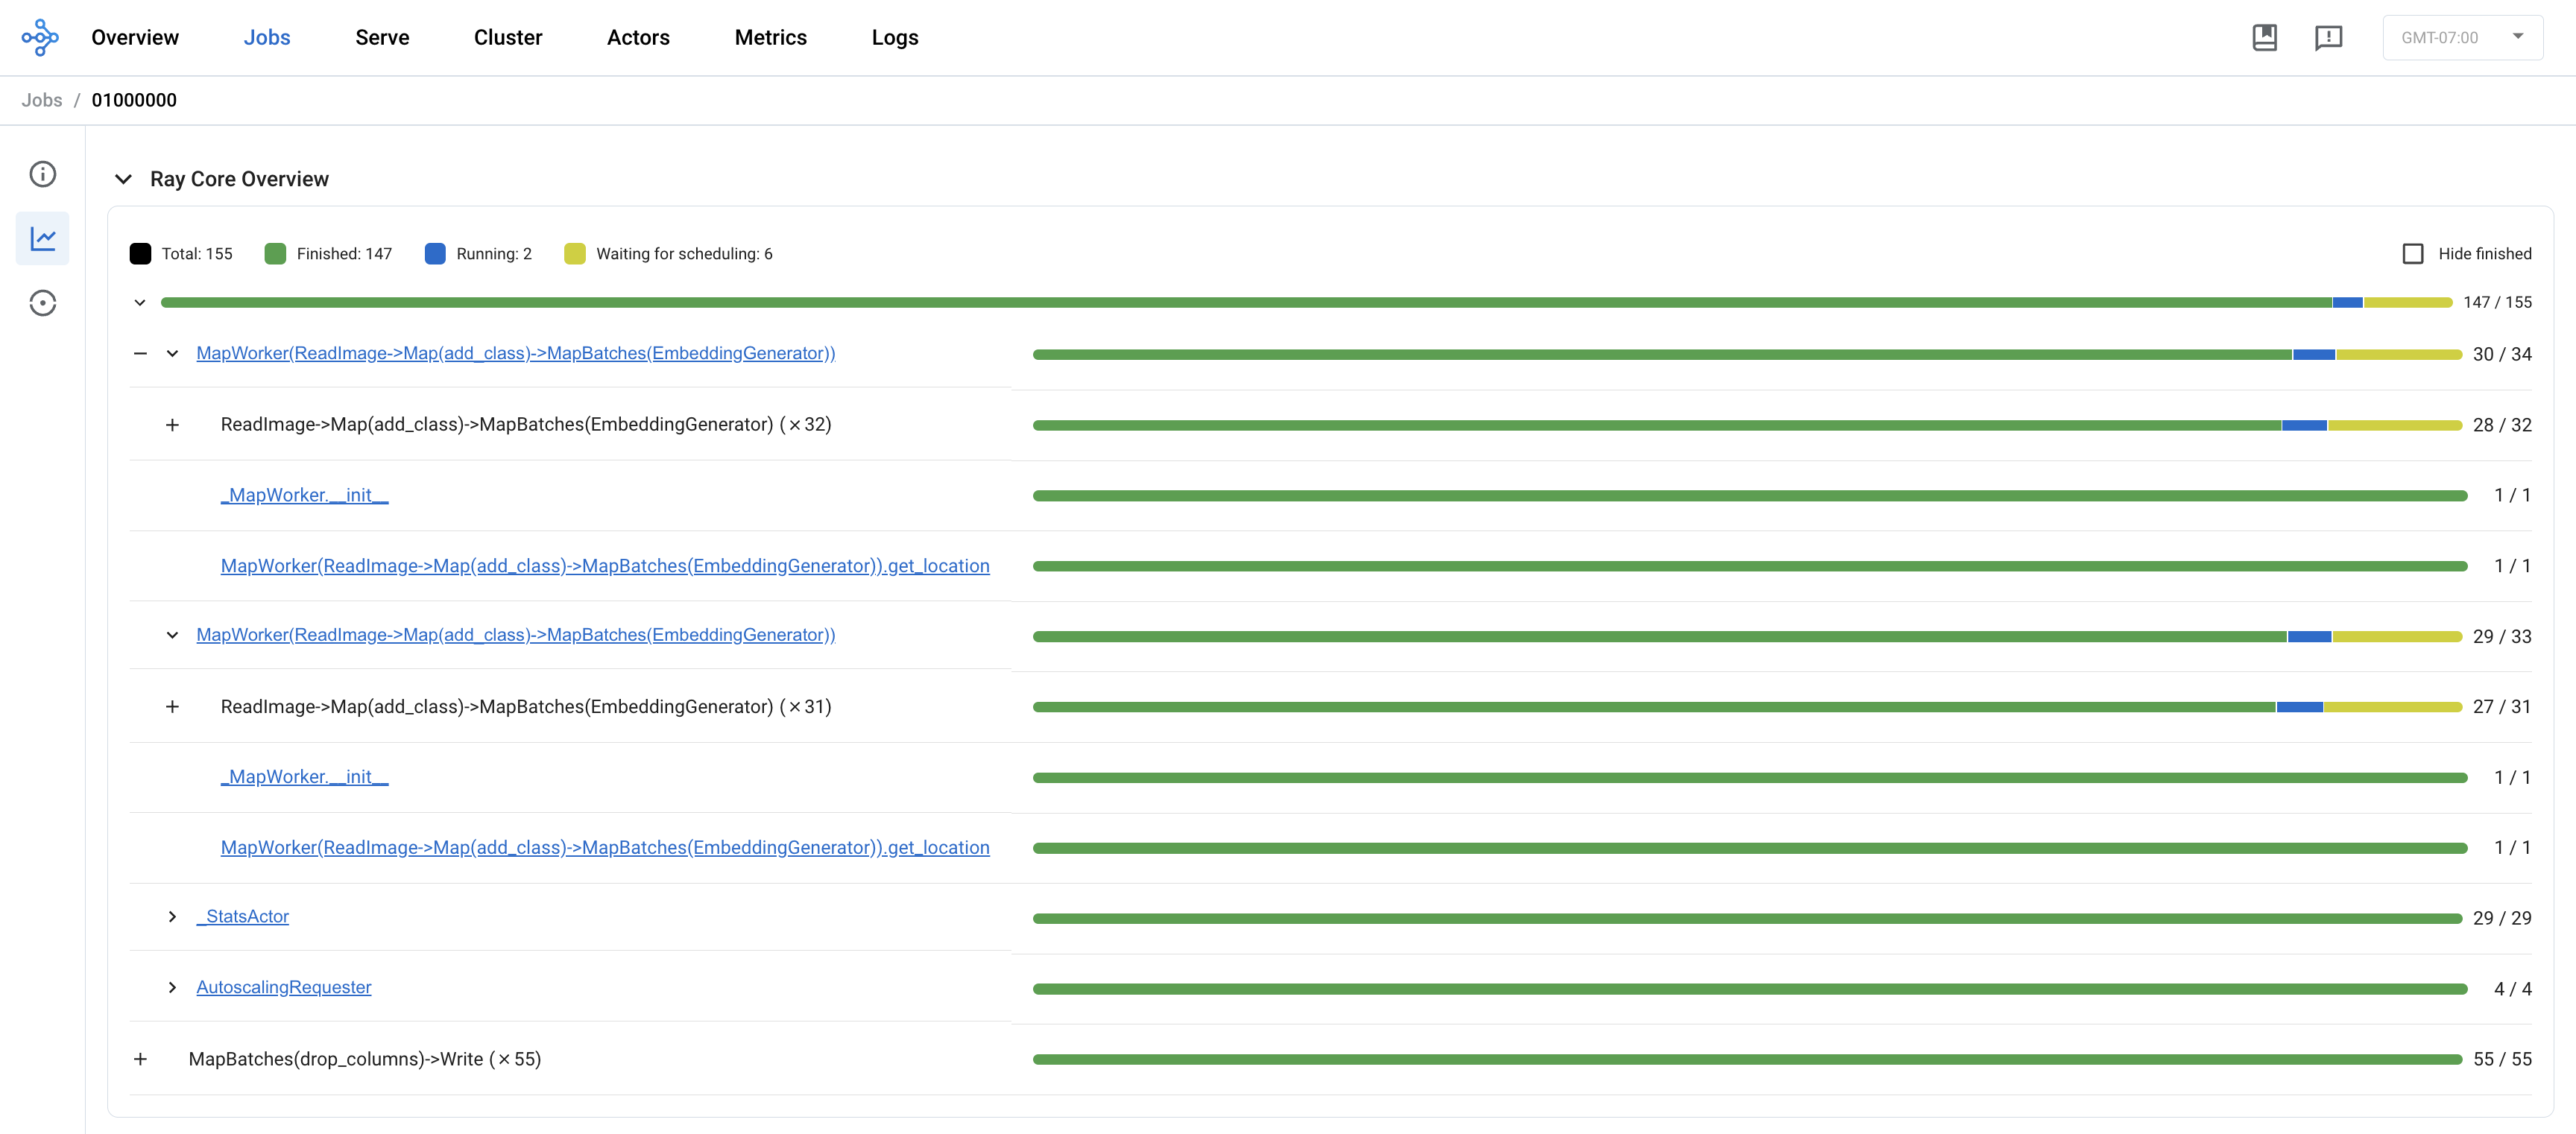 Overview Jobs Serve Cluster Actors Metrics Logs GMT-07:00
Jobs / 01000000
Ray Core Overview
Total: 155 Finished: 147 Running: 2 Waiting for scheduling: 6 Hide finished
147 / 155
MapWorker(ReadImage->Map(add_class)->MapBatches(EmbeddingGenerator)) 30 / 34
ReadImage->Map(add_class)->MapBatches(EmbeddingGenerator) (×32) 28 / 32
_MapWorker.__init__ 1 / 1
MapWorker(ReadImage->Map(add_class)->MapBatches(EmbeddingGenerator)).get_location 1 / 1
MapWorker(ReadImage->Map(add_class)->MapBatches(EmbeddingGenerator)) 29 / 33
ReadImage->Map(add_class)->MapBatches(EmbeddingGenerator) (×31) 27 / 31
_MapWorker.__init__ 1 / 1
MapWorker(ReadImage->Map(add_class)->MapBatches(EmbeddingGenerator)).get_location 1 / 1
_StatsActor 29 / 29
AutoscalingRequester 4 / 4
MapBatches(drop_columns)->Write (×55) 55 / 55